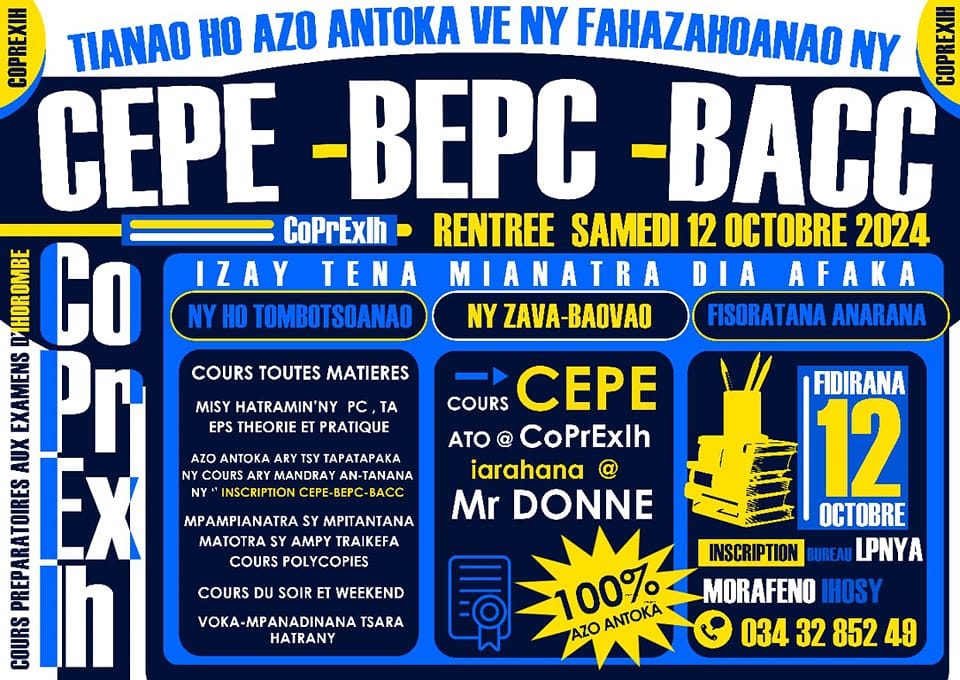 COPREXIH
TIANAO HO AZO ANTOKA VE NY FAHAZAHOANAO NY
COPREXIH
CEPE -BEPC -BACC
CoPrExIh
RENTREE SAMEDI 12 OCTOBRE 2024
COURS PREPARATOIRES AUX EXAMENS D'IHOROMBE
Co
Pr
Ex
Ih
IZAY TENA MIANATRA DIA AFAKA
NY HO TOMBOTSOANAO
COURS TOUTES MATIERES
MISY HATRAMIN'NY PC , TA
EPS THEORIE ET PRATIQUE
AZO ANTOKA ARY TSY TAPATAPAKA
NY COURS ARY MANDRAY AN-TANANA
NY '' INSCRIPTION CEPE-BEPC-BACC
MPAMPIANATRA SY MPITANTANA
MATOTRA SY AMPY TRAIKEFA
COURS POLYCOPIES
COURS DU SOIR ET WEEKEND
VOKA-MPANADINANA TSARA
HATRANY
NY ZAVA-BAOVAO
COURS CEPE
ATO @ CoPrExIh
iarahana @
Mr DONNE
100%
AZO ANTOKA
FISORATANA ANARANA
FIDIRANA
12
OCTOBRE
INSCRIPTION BUREAU LPNYA
MORAFENO IHOSY
034 32 852 49